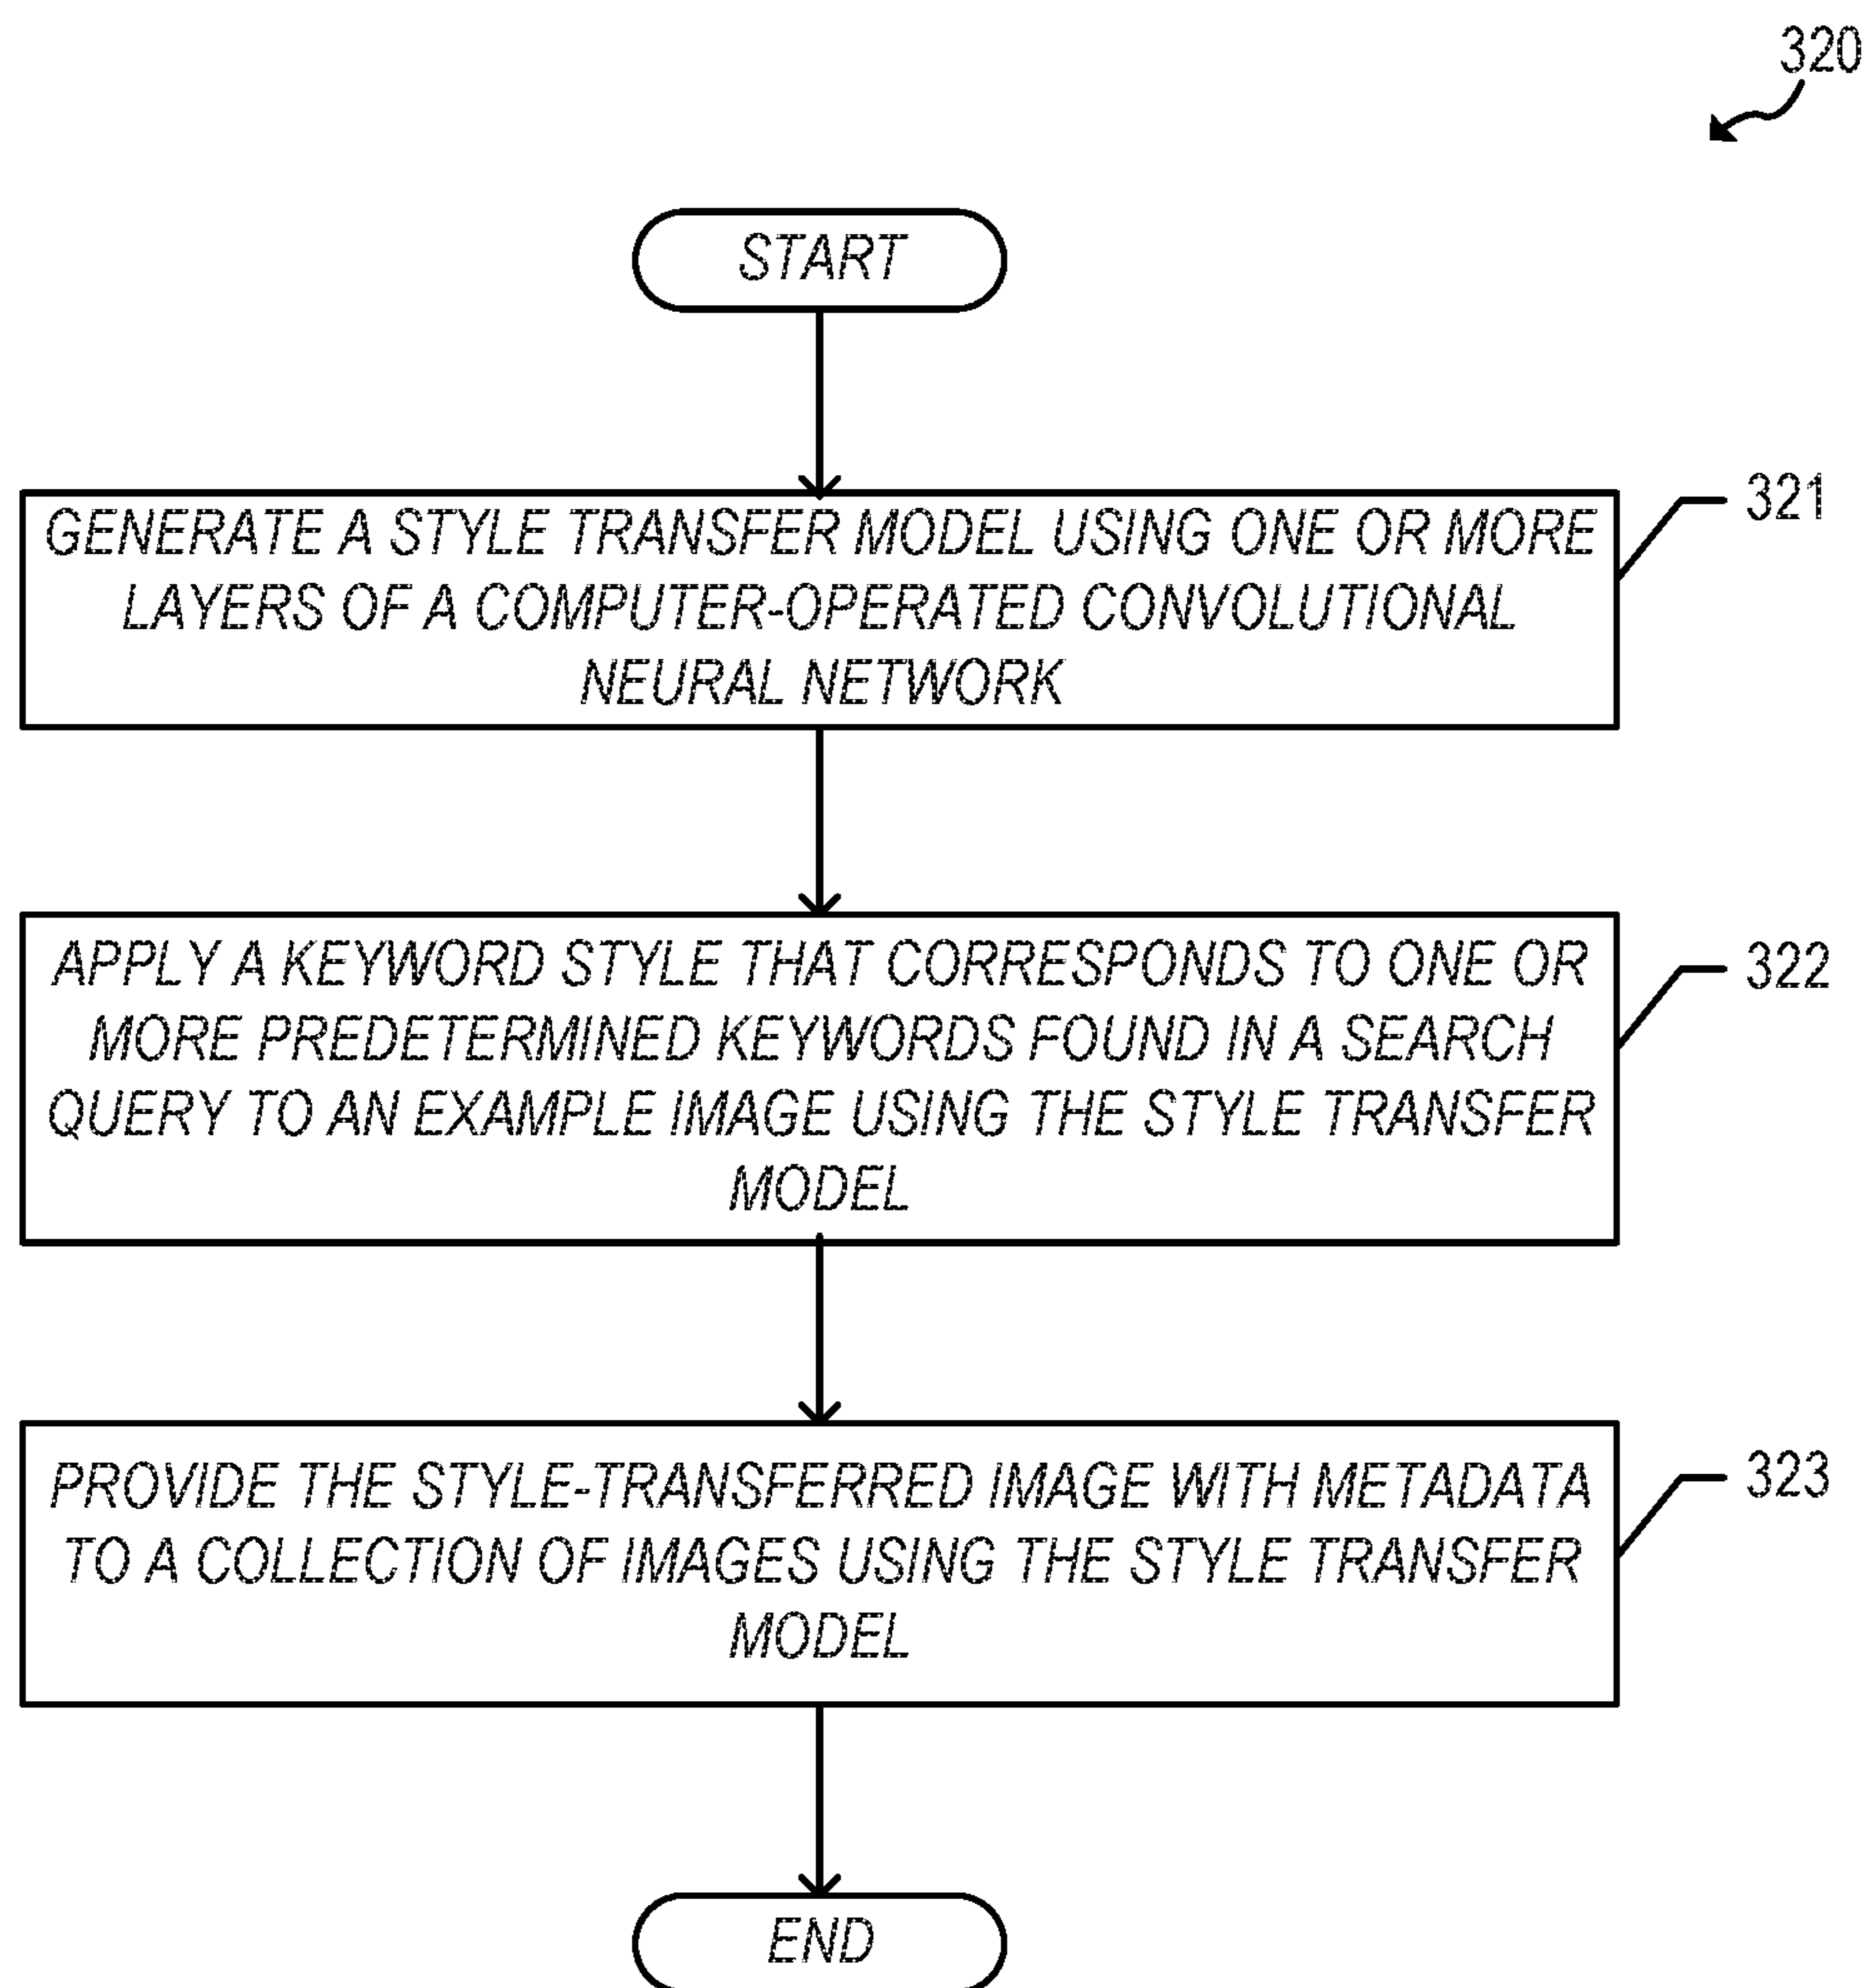 320
START
GENERATE A STYLE TRANSFER MODEL USING ONE OR MORE
LAYERS OF A COMPUTER-OPERATED CONVOLUTIONAL
NEURAL NETWORK
321
APPLY A KEYWORD STYLE THAT CORRESPONDS TO ONE OR
MORE PREDETERMINED KEYWORDS FOUND IN A SEARCH
QUERY TO AN EXAMPLE IMAGE USING THE STYLE TRANSFER
MODEL
322
PROVIDE THE STYLE-TRANSFERRED IMAGE WITH METADATA
TO A COLLECTION OF IMAGES USING THE STYLE TRANSFER
MODEL
323
END